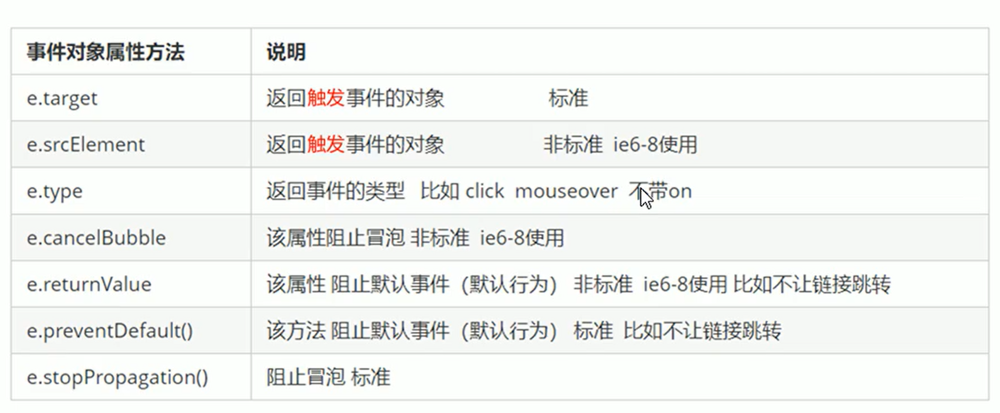 事件对象属性方法 说明
e.target 返回触发事件的对象 标准
e.srcElement 返回触发事件的对象 非标准 ie6-8使用
e.type 返回事件的类型 比如 click mouseover 不带on
e.cancelBubble 该属性阻止冒泡 非标准 ie6-8使用
e.returnValue 该属性 阻止默认事件（默认行为） 非标准 ie6-8使用 比如不让链接跳转
e.preventDefault() 该方法 阻止默认事件（默认行为） 标准 比如不让链接跳转
e.stopPropagation() 阻止冒泡 标准